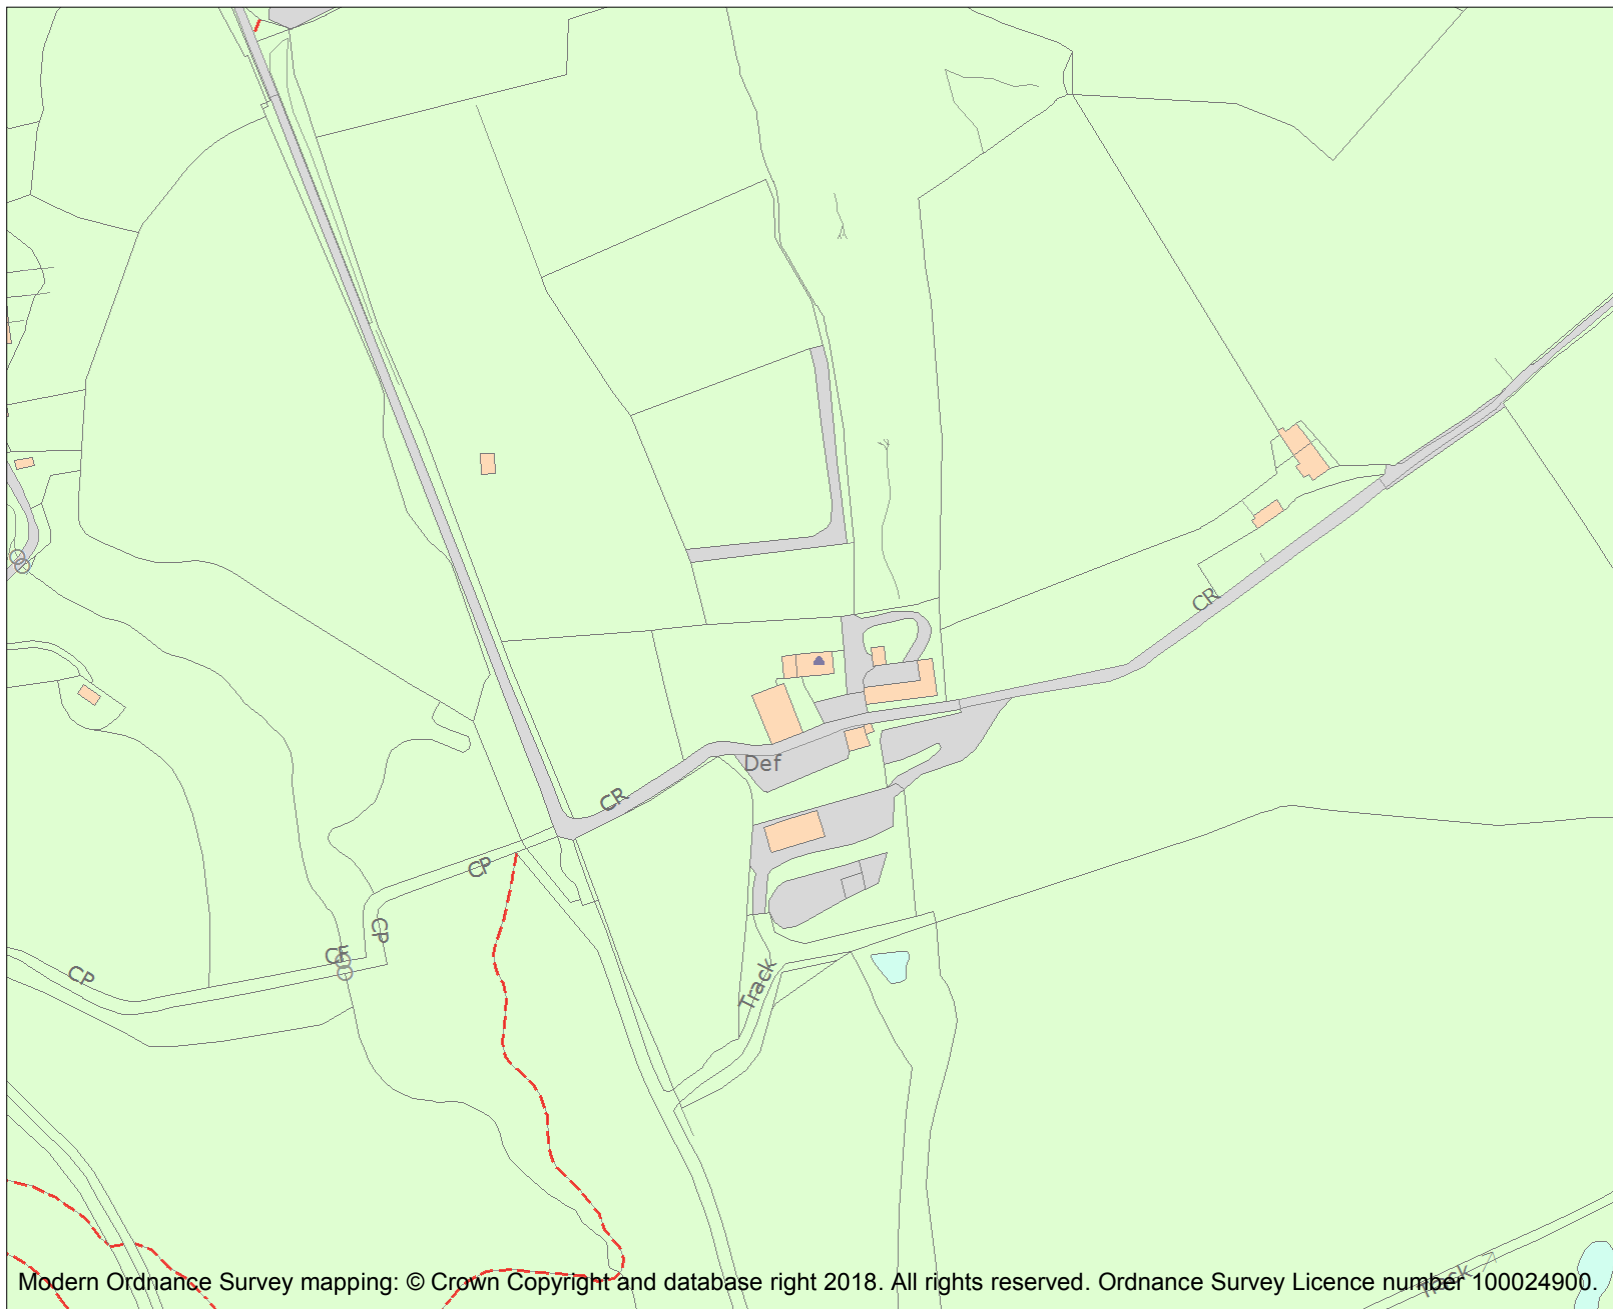 CR
Def
CR
CP
CP
CP
Track
Track
Modern Ordnance Survey mapping: © Crown Copyright and database right 2018. All rights reserved. Ordnance Survey Licence number 100024900.